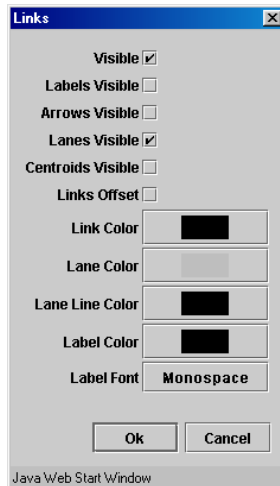 Links
Visible
Labels Visible
Arrows Visible
Lanes Visible
Centroids Visible
Links Offset
Link Color
Lane Color
Lane Line Color
Label Color
Label Font Monospace
Ok Cancel
Java Web Start Window